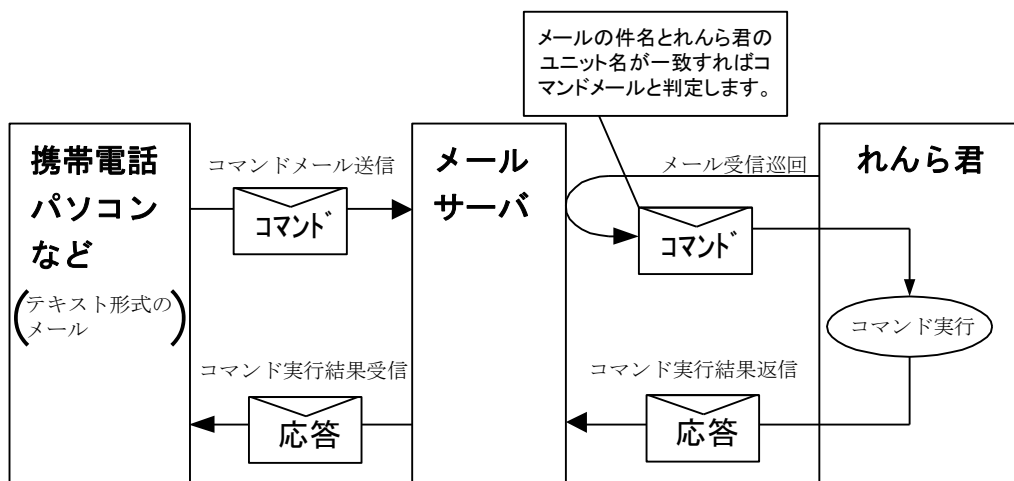 メールの件名とれんら君の
ユニット名が一致すればコ
マンドメールと判定します。
携帯電話
パソコン
など
(テキスト形式の
メール)
コマンドメール送信
コマンド
メール
サーバ
メール受信巡回
コマンド
れんら君
コマンド実行
コマンド実行結果受信
応答
コマンド実行結果返信
応答